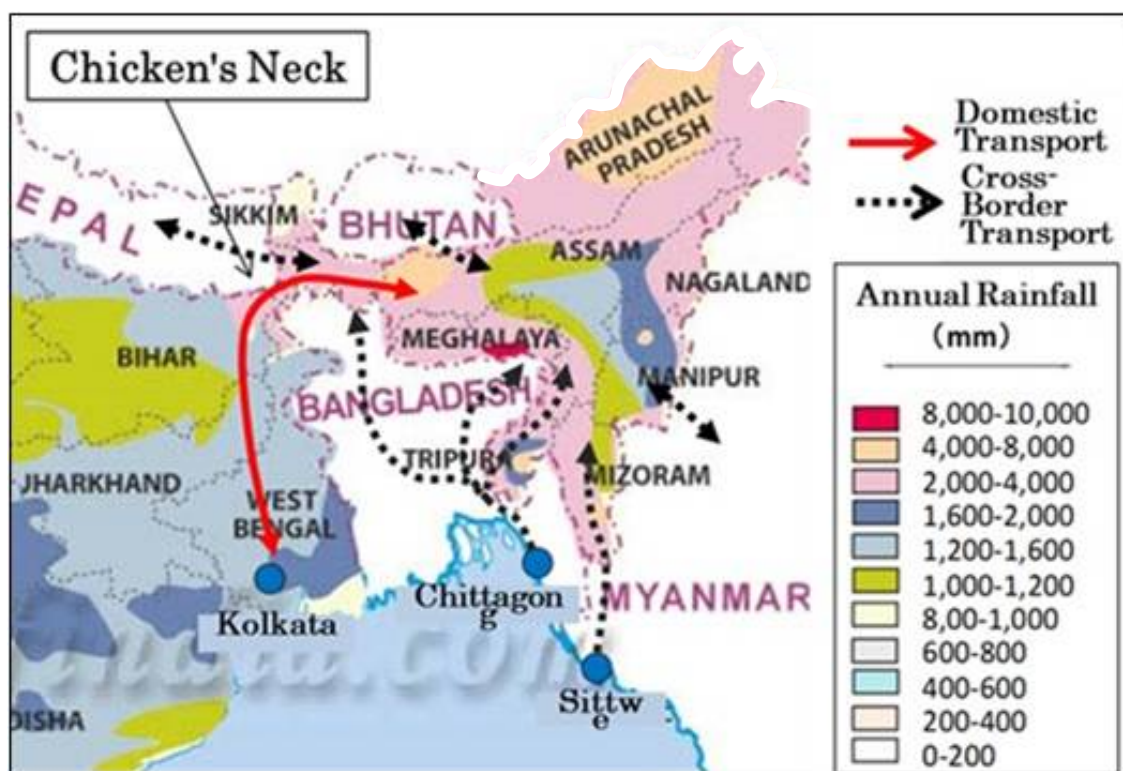 Chicken's Neck
Domestic
Transport
Cross-
Border
Transport
ARUNACHAL
PRADESH
EPAL
SIKKIM
BHUTAN
ASSAM
NAGALAND
BIHAR
MEGHALAYA
BANGLADESH
MANIPUR
TRIPURA
MIZORAM
JHARKHAND
WEST
BENGAL
Kolkata
Chittagon
g
MYANMAR
Sittw
e
DISHA
Annual Rainfall
(mm)
8,000-10,000
4,000-8,000
2,000-4,000
1,600-2,000
1,200-1,600
1,000-1,200
8,00-1,000
600-800
400-600
200-400
0-200